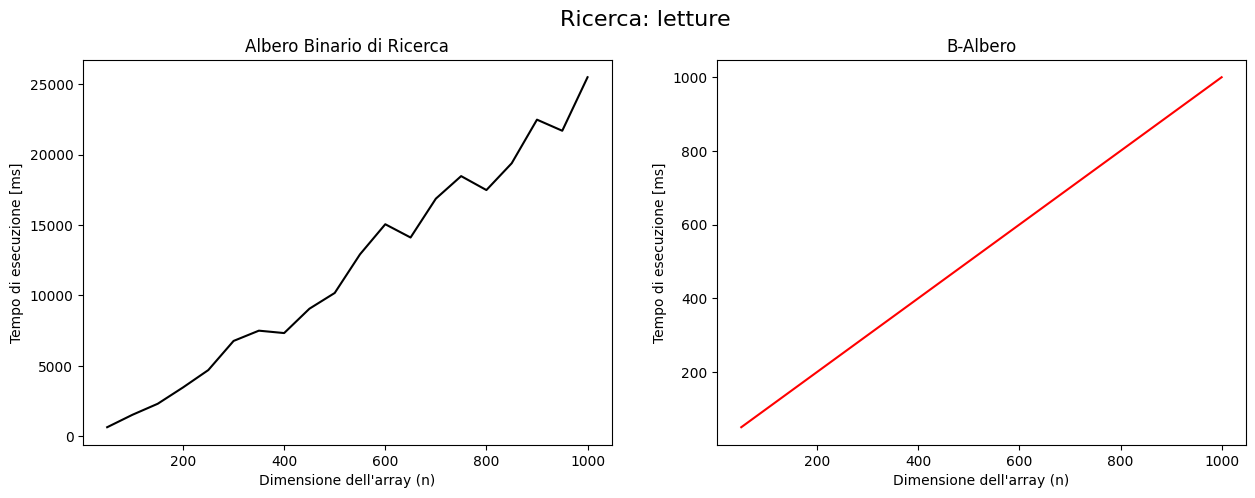 Ricerca: letture
Albero Binario di Ricerca
25000
20000
15000
10000
5000
0
Tempo di esecuzione [ms]
200 400 600 800 1000
Dimensione dell'array (n)
B-Albero
1000
800
600
400
200
Tempo di esecuzione [ms]
200 400 600 800 1000
Dimensione dell'array (n)